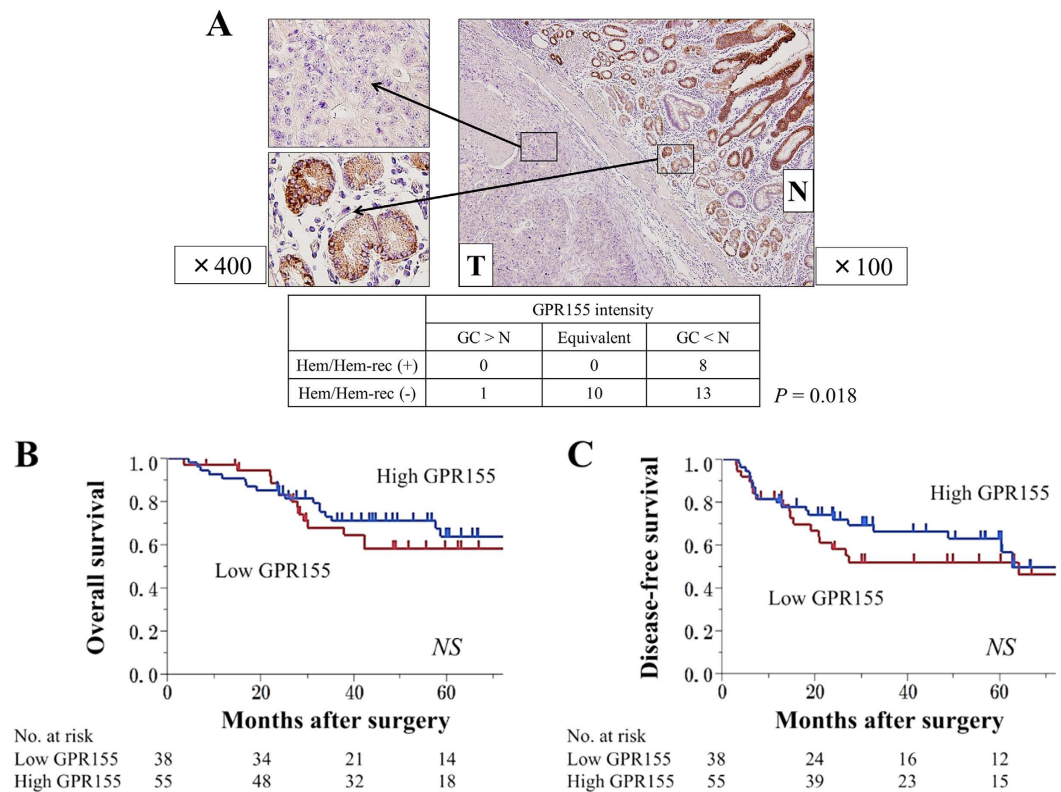 A
N
T
×400
×100
GPR155 intensity
GC > N Equivalent GC < N
Hem/Hem-rec (+) 0 0 8
Hem/Hem-rec (-) 1 10 13
P = 0.018
B
Overall survival
1.0
0.8
0.6
0.4
0.2
0.0
High GPR155
Low GPR155
NS
0 20 40 60
Months after surgery
No. at risk
Low GPR155 38 34 21 14
High GPR155 55 48 32 18
C
Disease-free survival
1.0
0.8
0.6
0.4
0.2
0.0
High GPR155
Low GPR155
NS
0 20 40 60
Months after surgery
No. at risk
Low GPR155 38 24 16 12
High GPR155 55 39 23 15